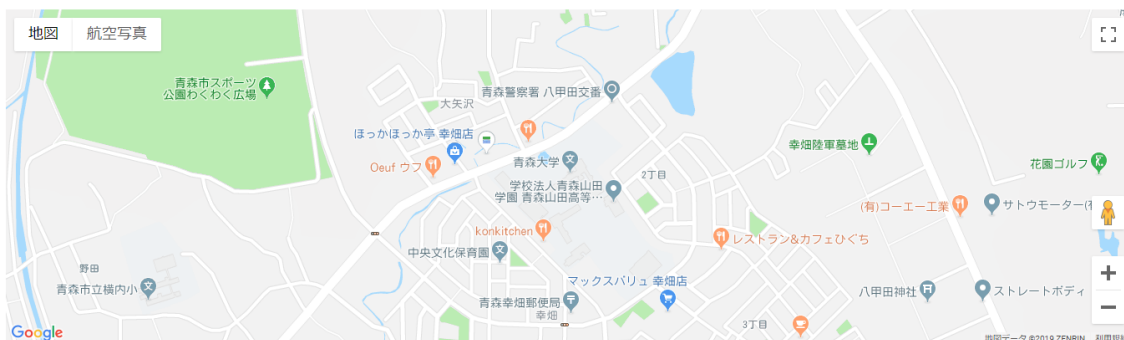 地図
航空写真
青森市スポーツ
公園わくわく広場
青森警察署 八甲田交番
大矢沢
ほっかほっか亭 幸畑店
幸畑陸軍墓地
Oeuf ウフ
青森大学
花園ゴルフ
2丁目
学校法人青森山田
学園 青森山田高等…
(有)コーエー工業
サトウモーター(有
konkitchen
レストラン&カフェひぐち
中央文化保育園
野田
青森市立横内小
マックスバリュ 幸畑店
八甲田神社
ストレートボディ
青森幸畑郵便局
幸畑
3丁目
Google
地図データ ©2019 ZENRIN
利用規約